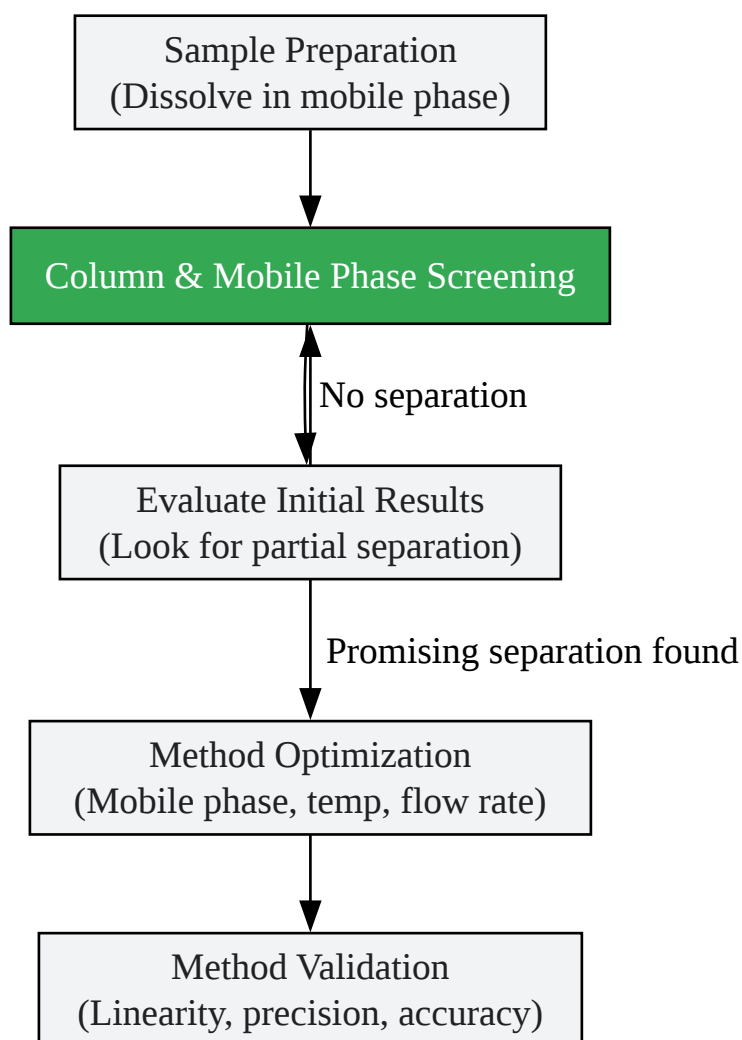 Sample Preparation
(Dissolve in mobile phase)
Column & Mobile Phase Screening
No separation
Evaluate Initial Results
(Look for partial separation)
Promising separation found
Method Optimization
(Mobile phase, temp, flow rate)
Method Validation
(Linearity, precision, accuracy)